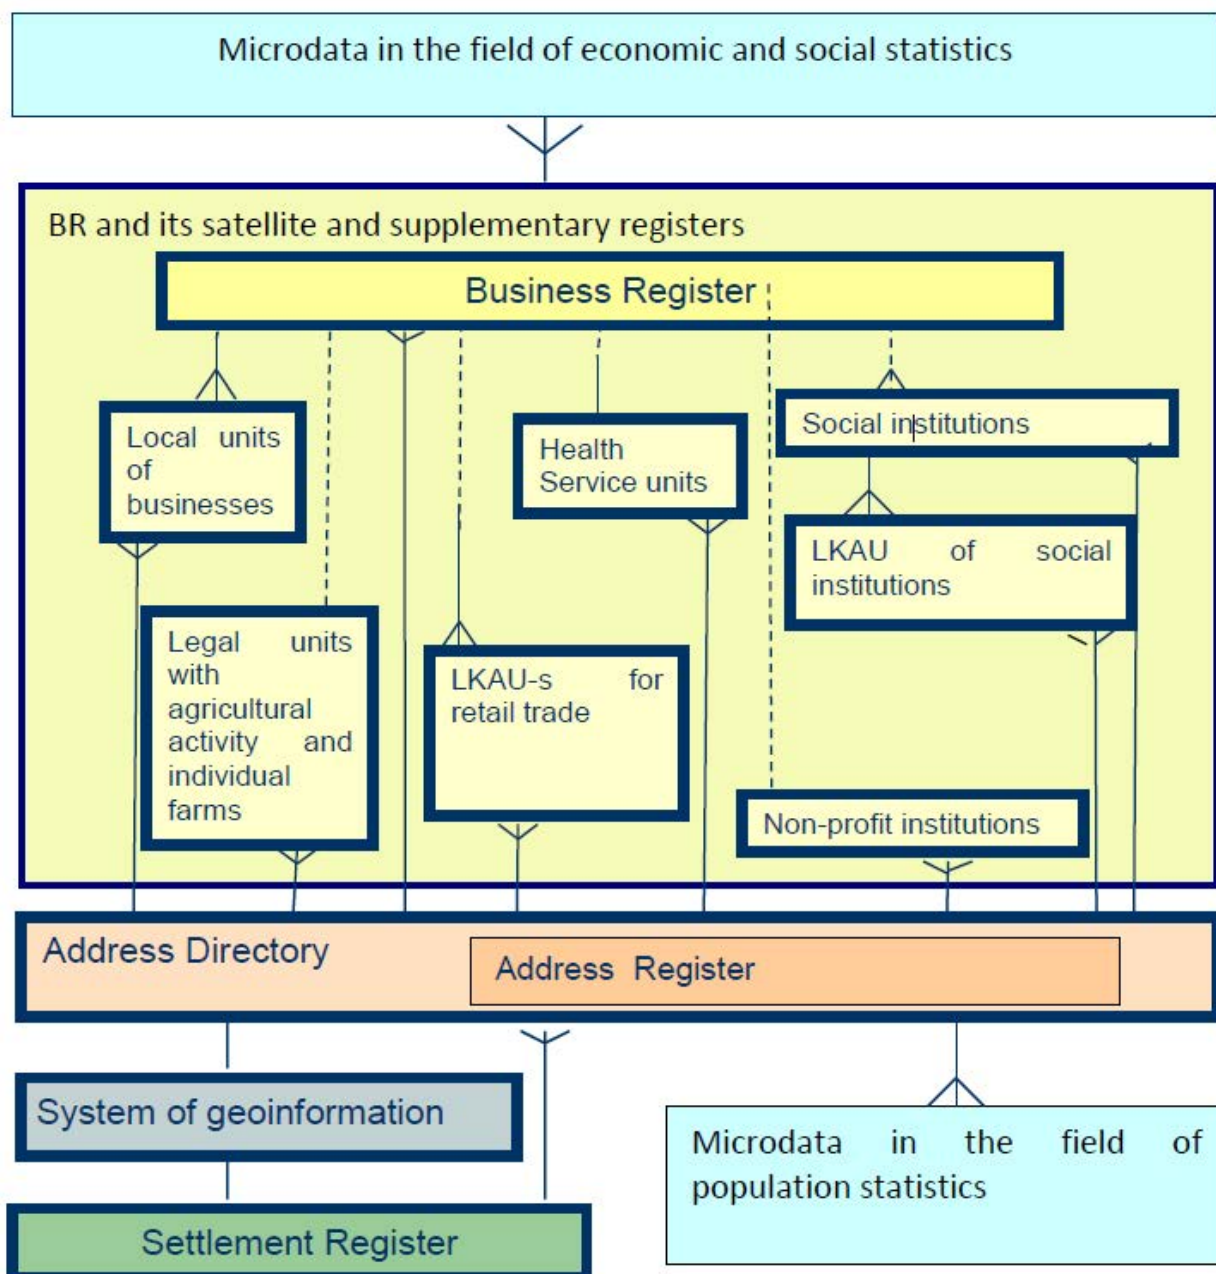 Microdata in the field of economic and social statistics
BR and its satellite and supplementary registers
Business Register
Local units
of
businesses
Health
Service units
Social institutions
LKAU of social
institutions
Legal units
with
agricultural
activity and
individual
farms
LKAU-s for
retail trade
Non-profit institutions
Address Directory
Address Register
System of geoinformation
Microdata in the field of
population statistics
Settlement Register